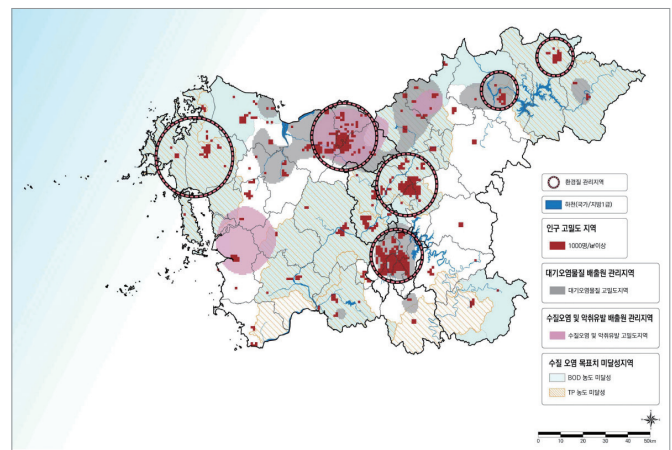 환경질 관리지역
하천(국가/지방1급)
인구 고밀도 지역
1000명/㎢이상
대기오염물질 배출원 관리지역
대기오염물질 고밀도지역
수질오염 및 악취유발 배출원 관리지역
수질오염 및 악취유발 고밀도지역
수질 오염 목표치 미달성지역
BOD 농도 미달성
TP 농도 미달성
0 10 20 30 40 50km